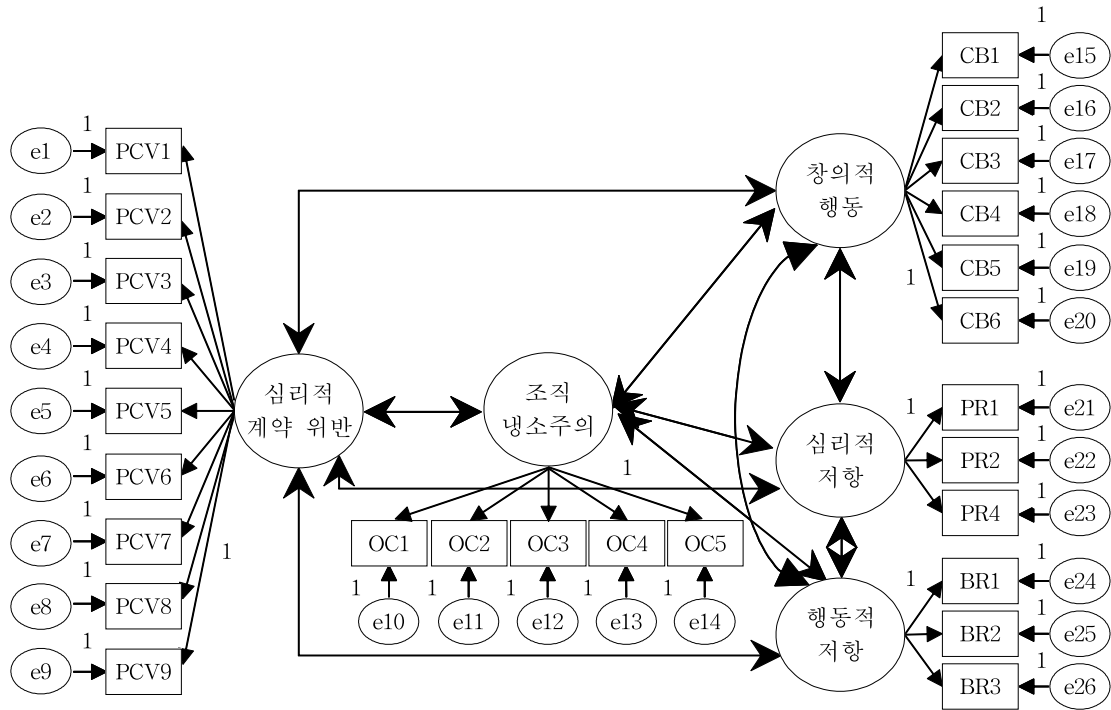 1
CB1
e15
1
CB2
e16
1
CB3
e17
1
CB4
e18
1
CB5
e19
1
CB6
e20
1
1
e1
PCV1
1
e2
PCV2
1
e3
PCV3
1
e4
PCV4
1
e5
PCV5
1
e6
PCV6
1
e7
PCV7
1
e8
PCV8
1
e9
PCV9
1
심리적
계약 위반
조직
냉소주의
창의적
행동
심리적
저항
행동적
저항
1
OC1
OC2
OC3
OC4
OC5
1
1
1
1
1
e10
e11
e12
e13
e14
1
1
PR1
e21
1
PR2
e22
1
PR4
e23
1
1
BR1
e24
1
BR2
e25
1
BR3
e26